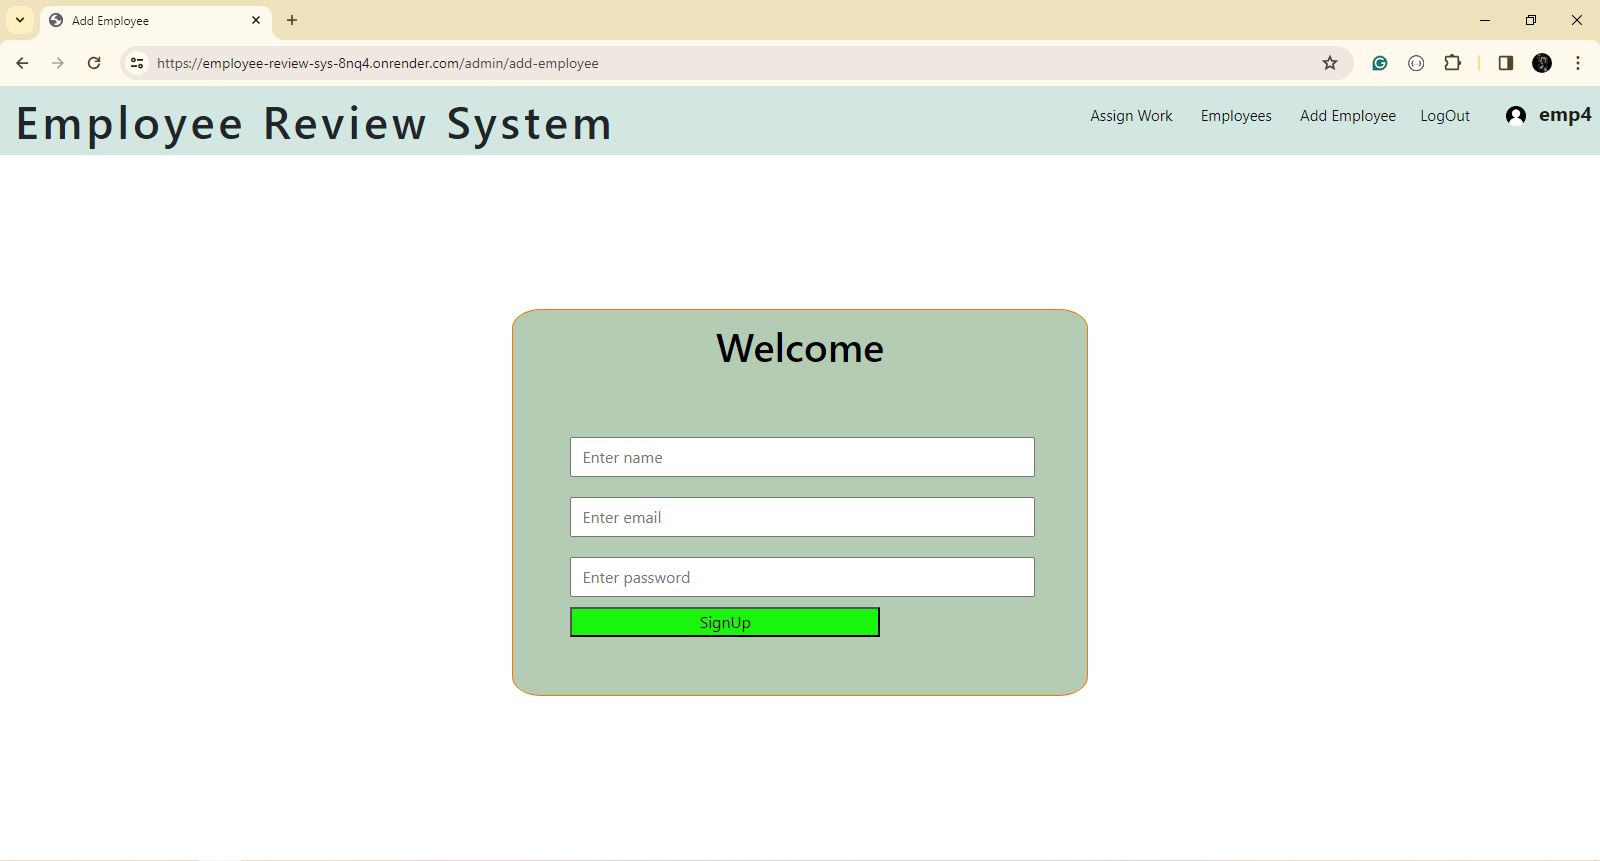 Add Employee
https://employee-review-sys-8nq4.onrender.com/admin/add-employee
Employee Review System
Assign Work Employees Add Employee LogOut emp4
Welcome
Enter name
Enter email
Enter password
SignUp